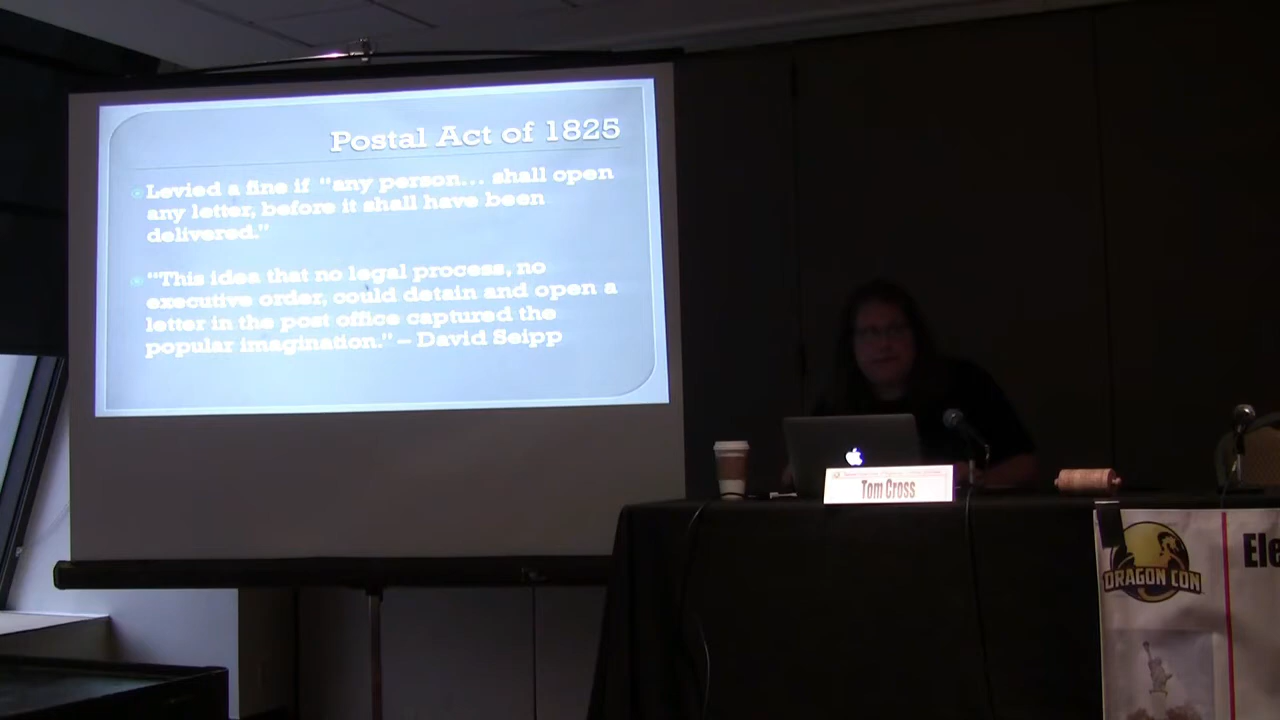 Postal Act of 1825
Levied a fine if “any person... shall open
any letter, before it shall have been
delivered.”
“This idea that no legal process, no
executive order, could detain and open a
letter in the post office captured the
popular imagination.” – David Seipp
Tom Cross
DRAGON CON
Ele